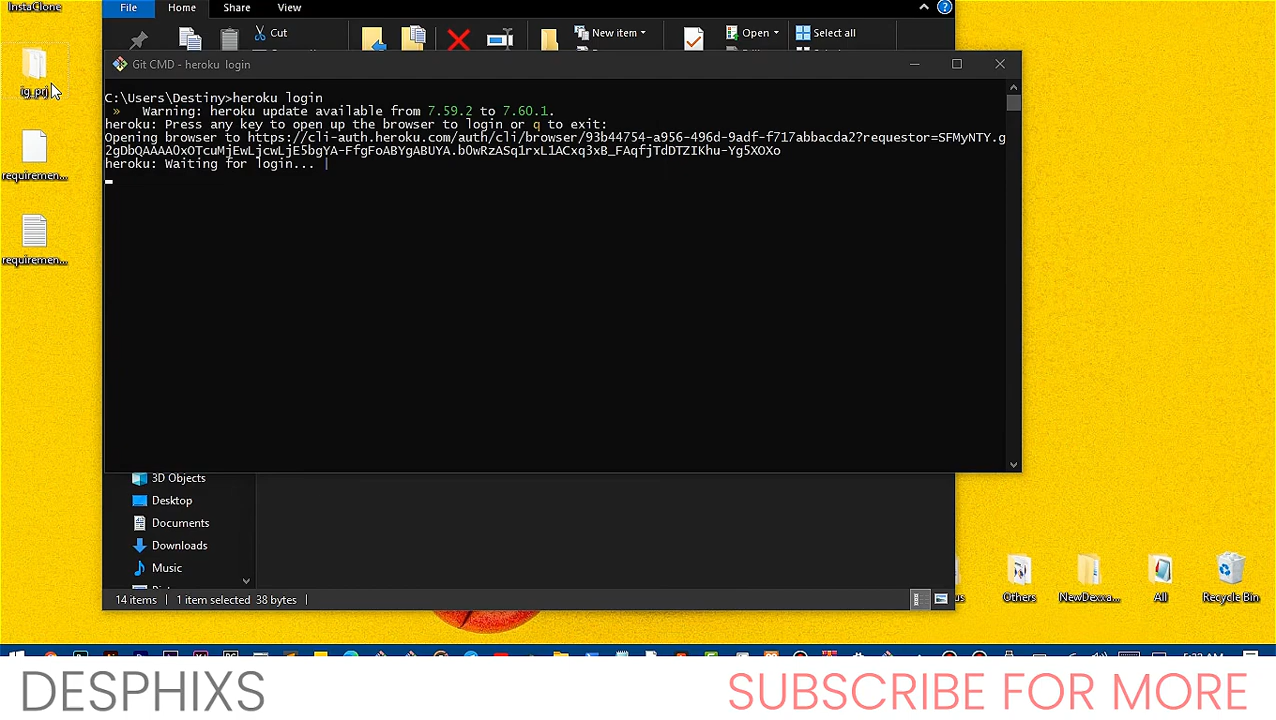 InstaClone
File
Home
Share
View
Cut
New item
Open
Select all
ig_prj
Git CMD - heroku login
C:\Users\Destiny>heroku login
» Warning: heroku update available from 7.59.2 to 7.60.1.
heroku: Press any key to open up the browser to login or q to exit:
Opening browser to https://cli-auth.heroku.com/auth/cli/browser/93b44754-a956-496d-9adf-f717abbacda2?requestor=SFMyNTY.g
2gDbQAAAA0xOTcuMjEwLjcwLjE5bgYA-FfgFoABYgABUYA.bOwRzASq1rxL1ACxq3xB_FAqfjTdDTZIKhu-Yg5XOXo
heroku: Waiting for login... |
requiremen...
requiremen...
3D Objects
Desktop
Documents
Downloads
Music
14 items
1 item selected 38 bytes
Others
NewDexxa...
All
Recycle Bin
DESPHIXS
SUBSCRIBE FOR MORE